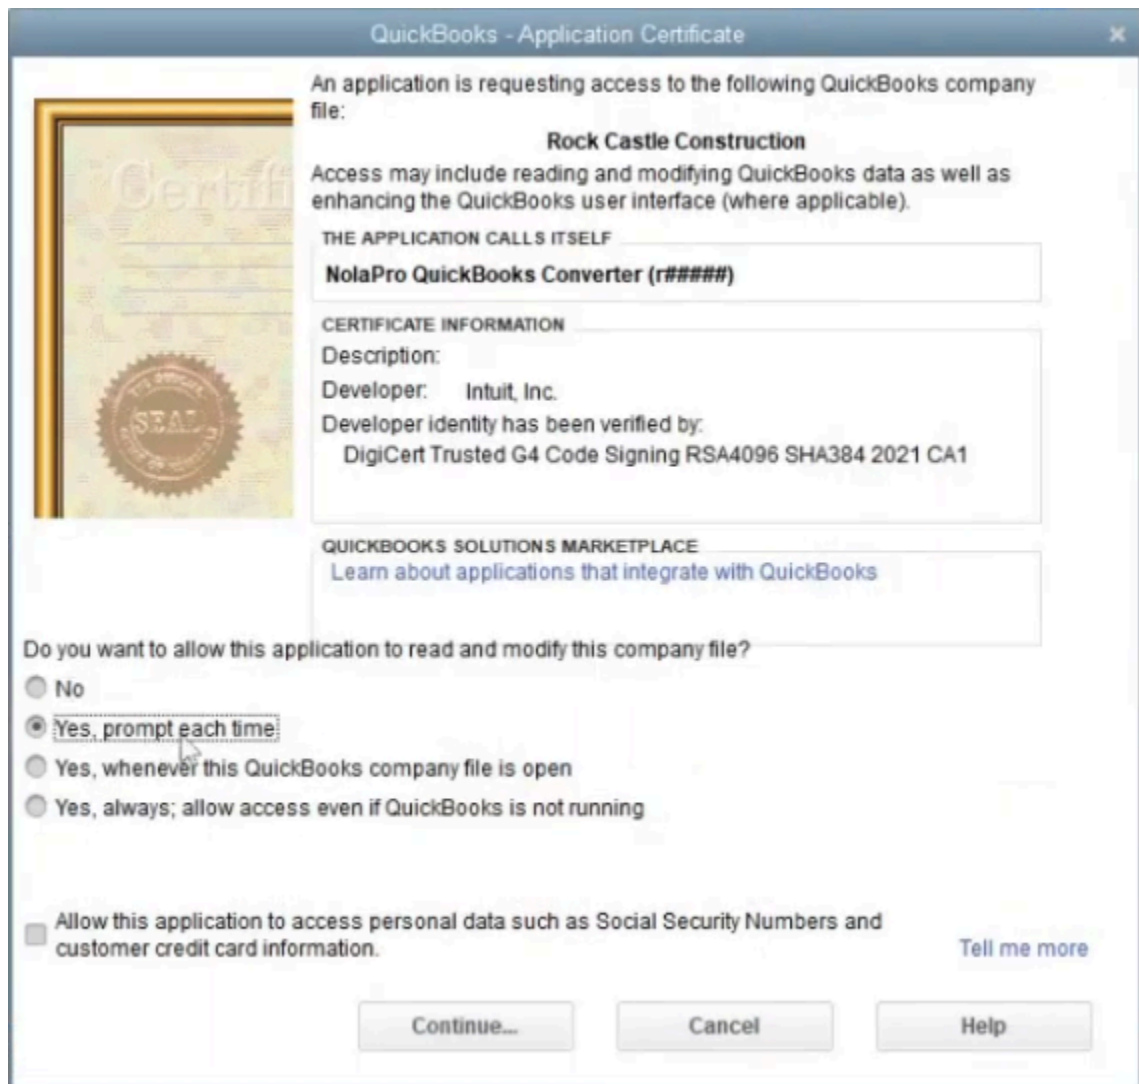 QuickBooks - Application Certificate
An application is requesting access to the following QuickBooks company
file:
Rock Castle Construction
Access may include reading and modifying QuickBooks data as well as
enhancing the QuickBooks user interface (where applicable).
THE APPLICATION CALLS ITSELF
NolaPro QuickBooks Converter (r#####)
CERTIFICATE INFORMATION
Description:
Developer: Intuit, Inc.
Developer identity has been verified by:
DigiCert Trusted G4 Code Signing RSA4096 SHA384 2021 CA1
QUICKBOOKS SOLUTIONS MARKETPLACE
Learn about applications that integrate with QuickBooks
Certifi
SEAL
Do you want to allow this application to read and modify this company file?
No
Yes, prompt each time
Yes, whenever this QuickBooks company file is open
Yes, always; allow access even if QuickBooks is not running
Allow this application to access personal data such as Social Security Numbers and
customer credit card information.
Tell me more
Continue...
Cancel
Help